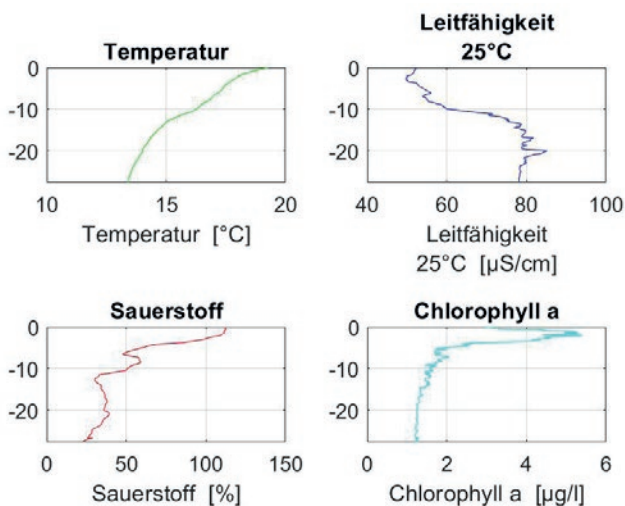 Temperatur
0
-10
-20
10 15 20
Temperatur [°C]
Leitfähigkeit
25°C
0
-10
-20
40 60 80 100
Leitfähigkeit
25°C [µS/cm]
Sauerstoff
0
-10
-20
0 50 100 150
Sauerstoff [%]
Chlorophyll a
0
-10
-20
0 2 4 6
Chlorophyll a [µg/l]